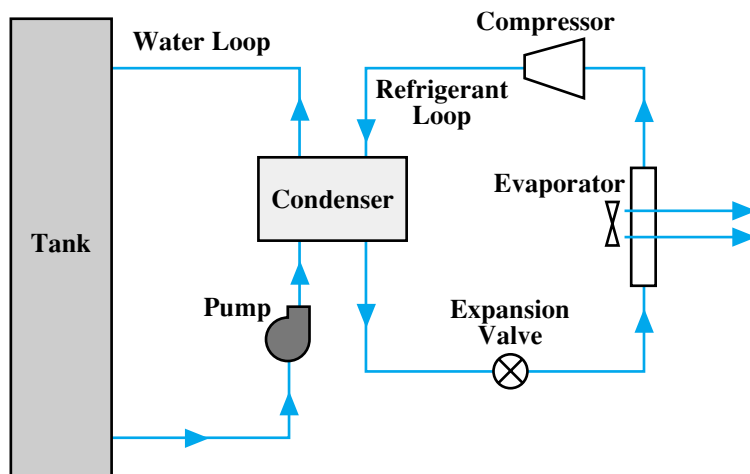 Compressor
Water Loop
Refrigerant
Loop
Evaporator
Condenser
Tank
Pump
Expansion
Valve